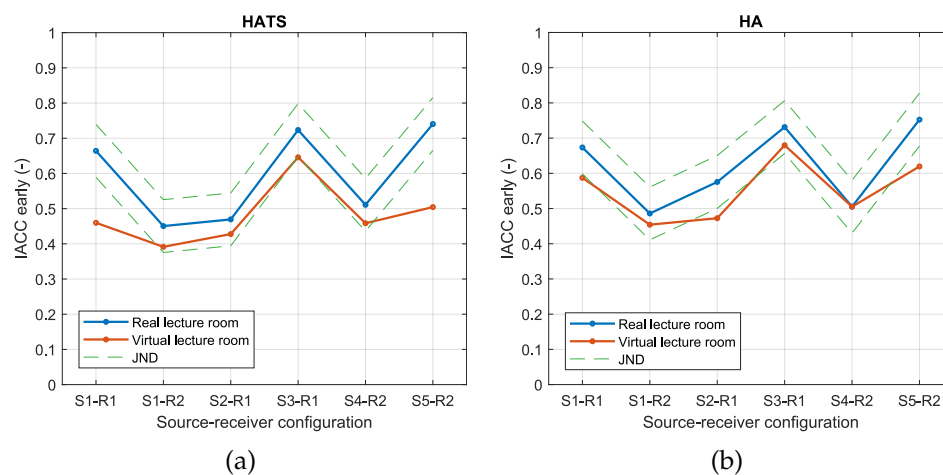 HATS
1
0.9
0.8
0.7
0.6
0.5
0.4
0.3
0.2
0.1
0
IACC early (-)
Real lecture room
Virtual lecture room
JND
S1-R1 S1-R2 S2-R1 S3-R1 S4-R2 S5-R2
Source-receiver configuration
(a)
HA
1
0.9
0.8
0.7
0.6
0.5
0.4
0.3
0.2
0.1
0
IACC early (-)
Real lecture room
Virtual lecture room
JND
S1-R1 S1-R2 S2-R1 S3-R1 S4-R2 S5-R2
Source-receiver configuration
(b)